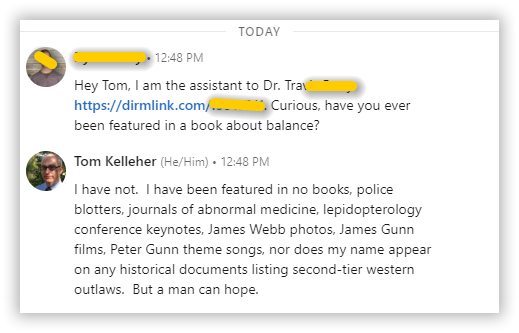 TODAY
• 12:48 PM
Hey Tom, I am the assistant to Dr. Trav
https://dirmlink.com/ Curious, have you ever
been featured in a book about balance?
Tom Kelleher (He/Him) • 12:48 PM
I have not. I have been featured in no books, police
blotters, journals of abnormal medicine, lepidopterology
conference keynotes, James Webb photos, James Gunn
films, Peter Gunn theme songs, nor does my name appear
on any historical documents listing second-tier western
outlaws. But a man can hope.